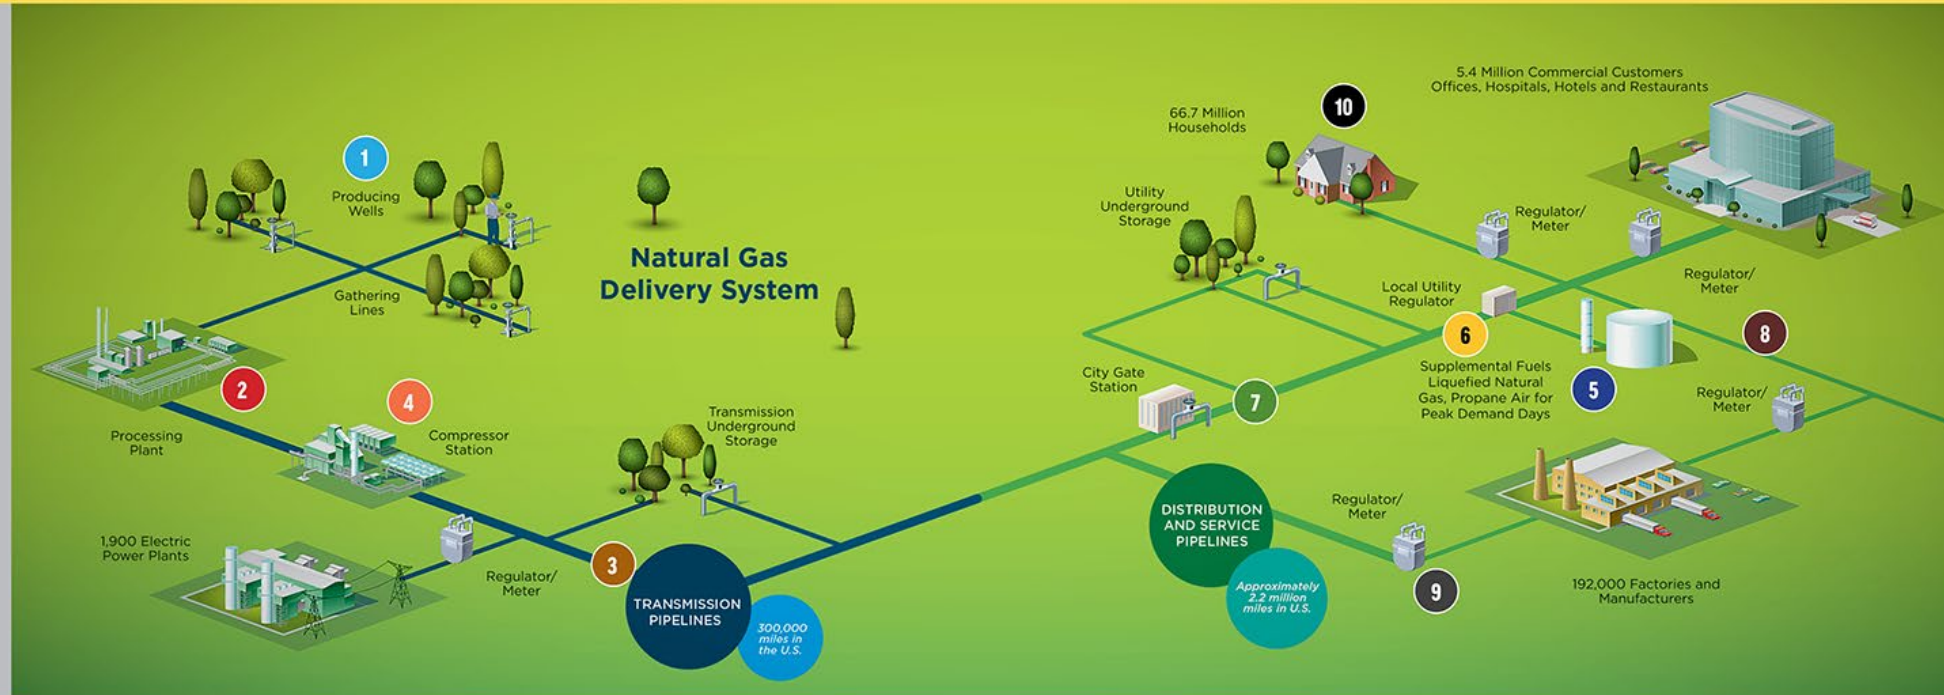 Natural Gas
Delivery System
1
Producing
Wells
Gathering
Lines
2
Processing
Plant
4
Compressor
Station
1,900 Electric
Power Plants
Regulator/
Meter
3
Transmission
Underground
Storage
TRANSMISSION
PIPELINES
300,000
miles in
the U.S.
City Gate
Station
7
DISTRIBUTION
AND SERVICE
PIPELINES
Approximately
2.2 million
miles in U.S.
Utility
Underground
Storage
66.7 Million
Households
10
5.4 Million Commercial Customers
Offices, Hospitals, Hotels and Restaurants
Regulator/
Meter
Regulator/
Meter
Local Utility
Regulator
6
Supplemental Fuels
Liquefied Natural
Gas, Propane Air for
Peak Demand Days
5
8
Regulator/
Meter
Regulator/
Meter
9
192,000 Factories and
Manufacturers